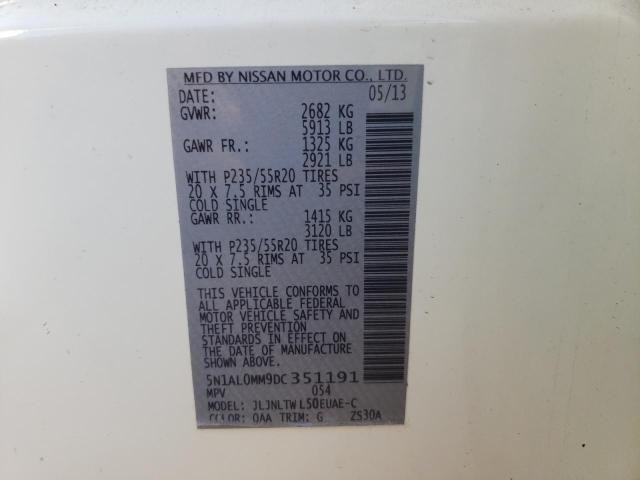 MFD BY NISSAN MOTOR CO., LTD.
DATE: 05/13
GVWR: 2682 KG
5913 LB
GAWR FR.: 1325 KG
2921 LB
WITH P235/55R20 TIRES
20 X 7.5 RIMS AT 35 PSI
COLD SINGLE
GAWR RR.: 1415 KG
3120 LB
WITH P235/55R20 TIRES
20 X 7.5 RIMS AT 35 PSI
COLD SINGLE
THIS VEHICLE CONFORMS TO
ALL APPLICABLE FEDERAL
MOTOR VEHICLE SAFETY AND
THEFT PREVENTION
STANDARDS IN EFFECT ON
THE DATE OF MANUFACTURE
SHOWN ABOVE.
5N1AL0MM9DC351191
MPV 054
MODEL: JLJNLTWL50EUAE-C
COLOR: QAA TRIM: G ZS30A